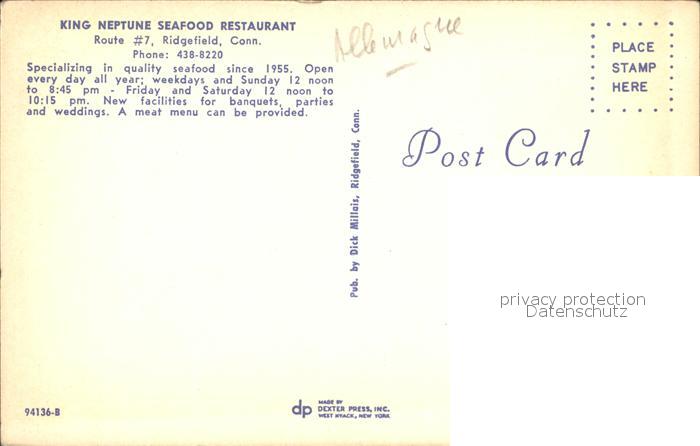 KING NEPTUNE SEAFOOD RESTAURANT
Route #7, Ridgefield, Conn.
Phone: 438-8220
Specializing in quality seafood since 1955. Open
every day all year; weekdays and Sunday 12 noon
to 8:45 pm - Friday and Saturday 12 noon to
10:15 pm. New facilities for banquets, parties
and weddings. A meat menu can be provided.
Allemagne
PLACE
STAMP
HERE
Post Card
Pub. by Dick Millais, Ridgefield, Conn.
privacy protection
Datenschutz
94136-B
dp
MADE BY
DEXTER PRESS, INC.
WEST NYACK, NEW YORK